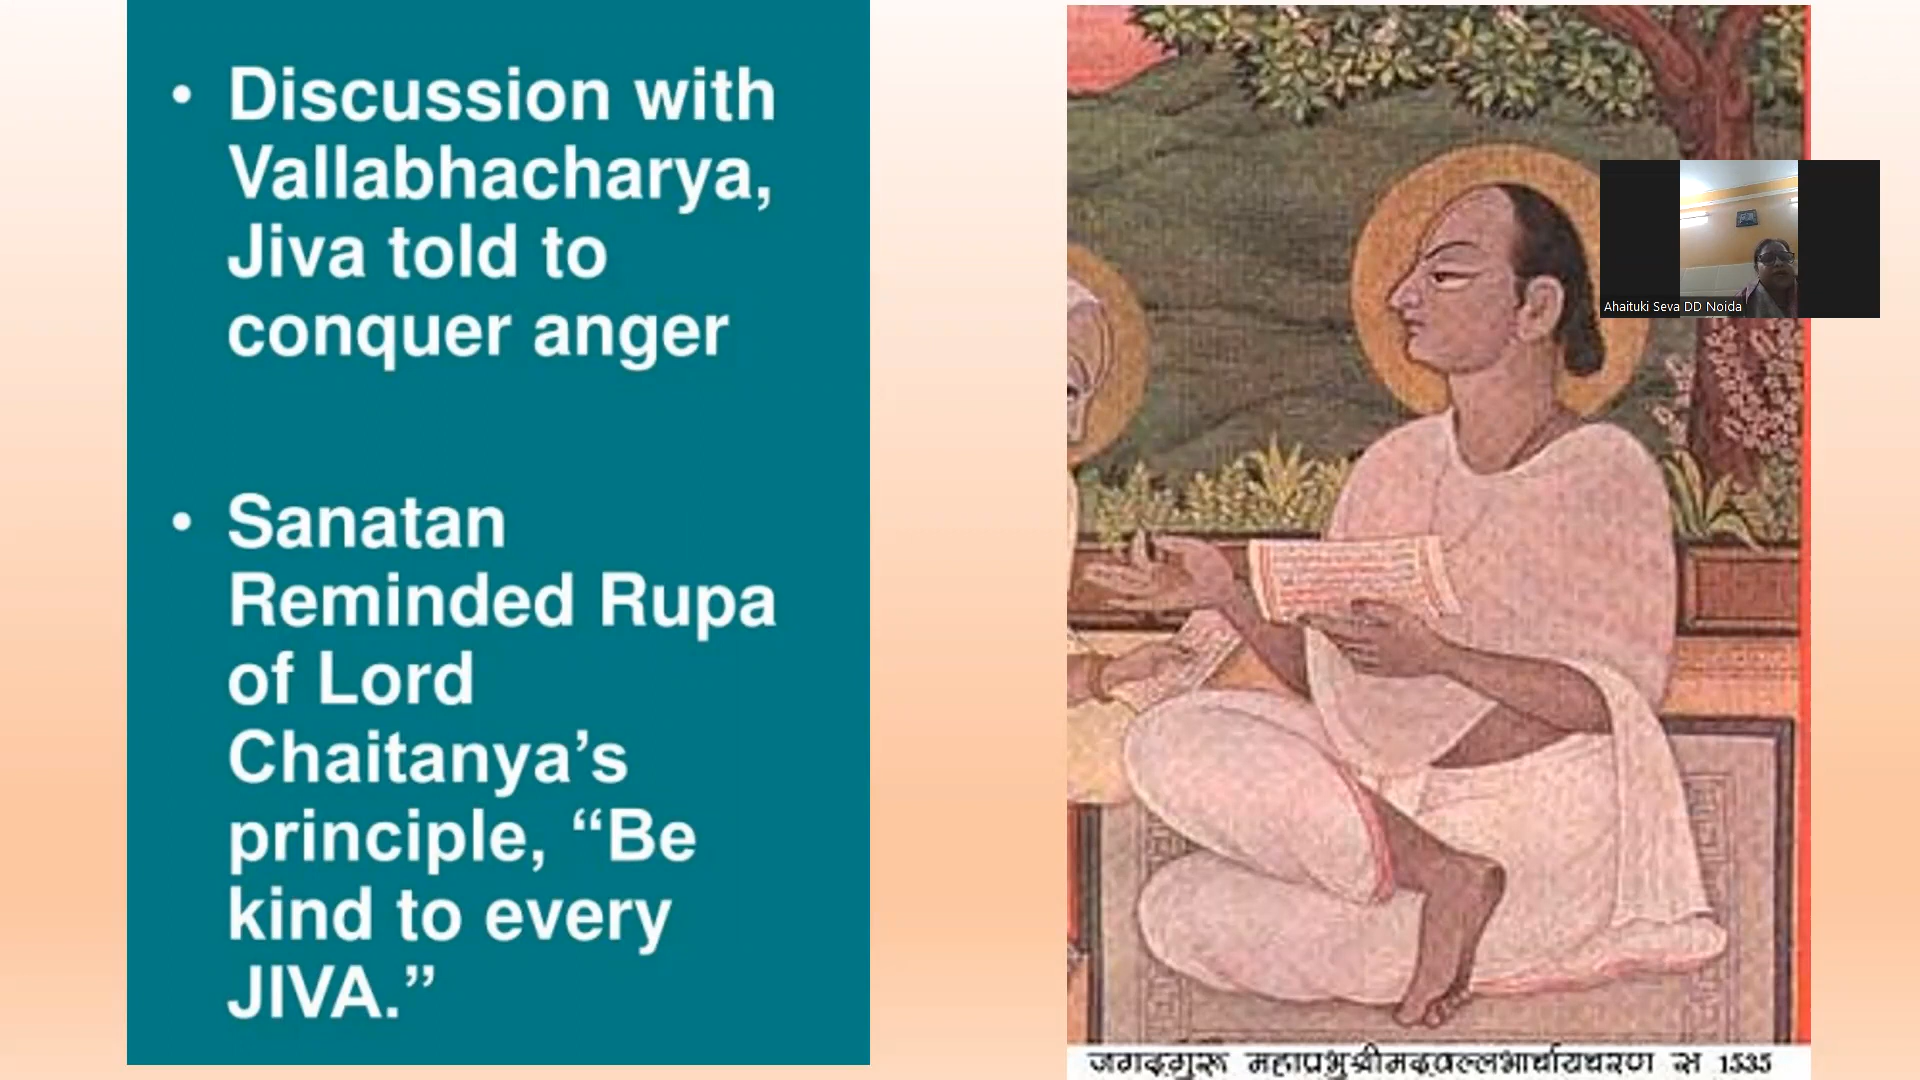 • Discussion with
Vallabhacharya,
Jiva told to
conquer anger
• Sanatan
Reminded Rupa
of Lord
Chaitanya’s
principle, “Be
kind to every
JIVA.”
Ahaituki Seva DD Noida
जगद्गुरू महाप्रभुश्रीमद्वल्लभार्चायचरण स 1535